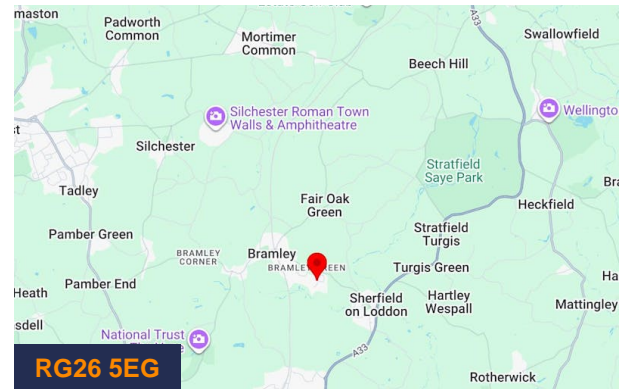 maston
Padworth
Common
Mortimer
Common
Swallowfield
A33
Beech Hill
Silchester Roman Town
Walls & Amphitheatre
Wellington
Silchester
Stratfield
Saye Park
Tadley
Fair Oak
Green
Heckfield
Pamber Green
Stratfield
Turgis
BRAMLEY
CORNER
Bramley
Turgis Green
Pamber End
Heath
Sherfield
on Loddon
Hartley
Wespall
Mattingley
National Trust
A33
RG26 5EG
Rotherwick